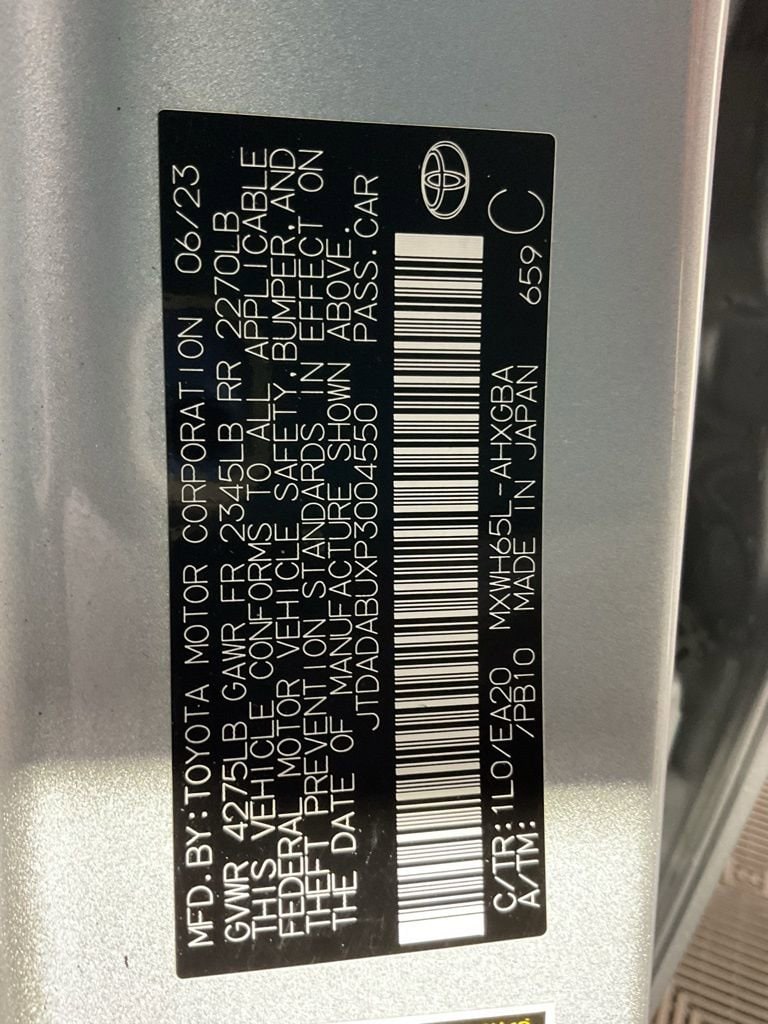 MFD.BY:TOYOTA MOTOR CORPORATION 06/23
GVWR 4275LB GAWR FR 2345LB RR 2270LB
THIS VEHICLE CONFORMS TO ALL APPLICABLE
FEDERAL MOTOR VEHICLE SAFETY,BUMPER,AND
THEFT PREVENTION STANDARDS IN EFFECT ON
THE DATE OF MANUFACTURE SHOWN ABOVE.
JTDADABUXP3004550 PASS.CAR
C/TR:1L0/EA20 MXWH65L-AHXGBA 659 C
A/TM: /PB10 MADE IN JAPAN